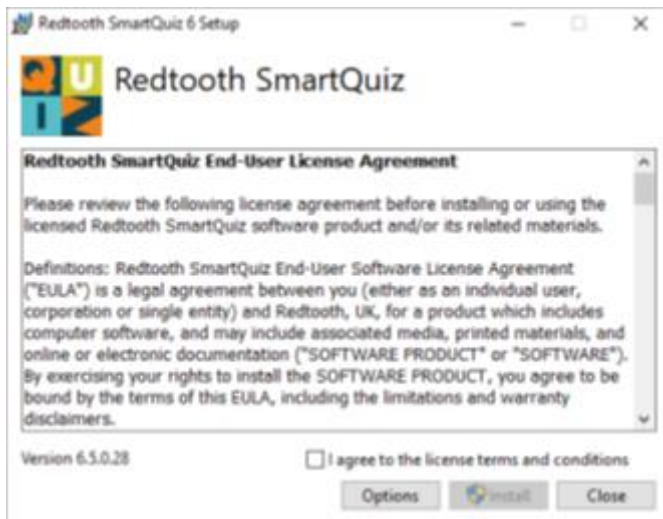 Redtooth SmartQuiz 6 Setup
QUIZ
Redtooth SmartQuiz
Redtooth SmartQuiz End-User License Agreement
Please review the following license agreement before installing or using the
licensed Redtooth SmartQuiz software product and/or its related materials.
Definitions: Redtooth SmartQuiz End-User Software License Agreement
("EULA") is a legal agreement between you (either as an individual user,
corporation or single entity) and Redtooth, UK, for a product which includes
computer software, and may include associated media, printed materials, and
online or electronic documentation ("SOFTWARE PRODUCT" or "SOFTWARE").
By exercising your rights to install the SOFTWARE PRODUCT, you agree to be
bound by the terms of this EULA, including the limitations and warranty
disclaimers.
Version 6.5.0.28
I agree to the license terms and conditions
Options
Install
Close